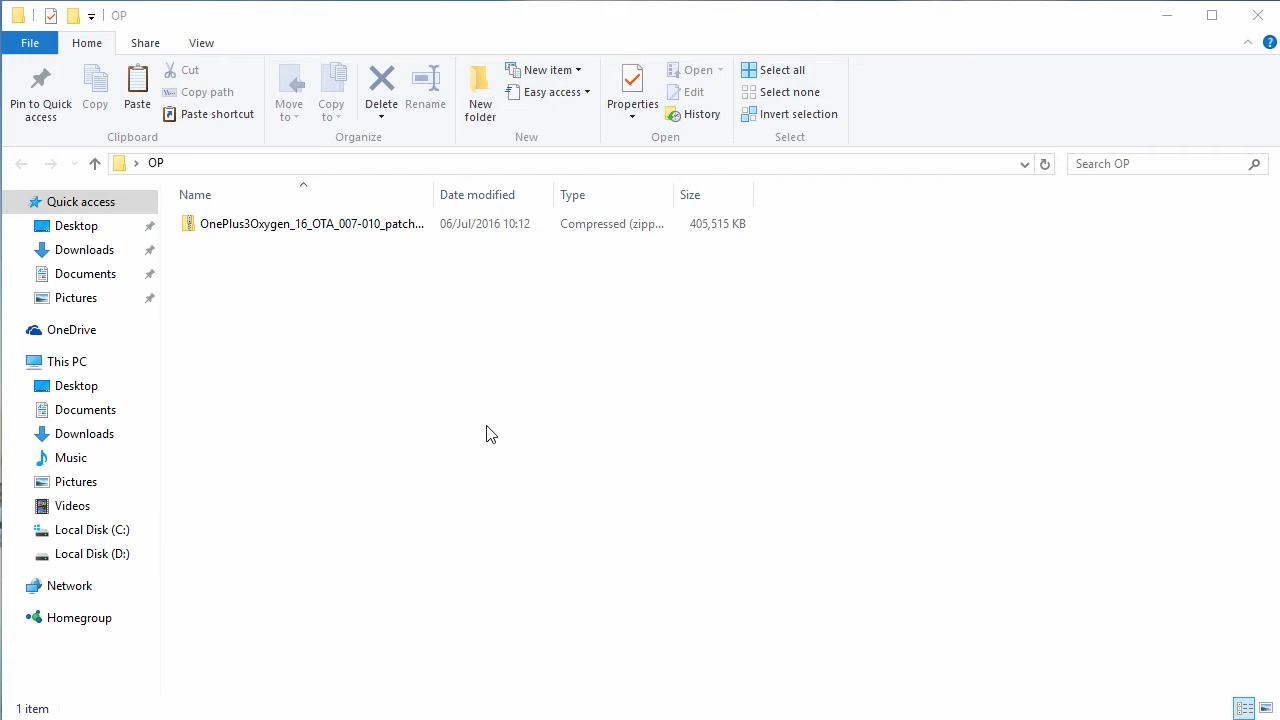 OP
File
Home
Share
View
Pin to Quick access
Copy
Paste
Cut
Copy path
Paste shortcut
Clipboard
Move to
Copy to
Delete
Rename
Organize
New folder
New item
Easy access
New
Properties
Open
Edit
History
Open
Select all
Select none
Invert selection
Select
OP
Search OP
Name
Date modified
Type
Size
OnePlus3Oxygen_16_OTA_007-010_patch...
06/Jul/2016 10:12
Compressed (zipp...
405,515 KB
Quick access
Desktop
Downloads
Documents
Pictures
OneDrive
This PC
Desktop
Documents
Downloads
Music
Pictures
Videos
Local Disk (C:)
Local Disk (D:)
Network
Homegroup
1 item